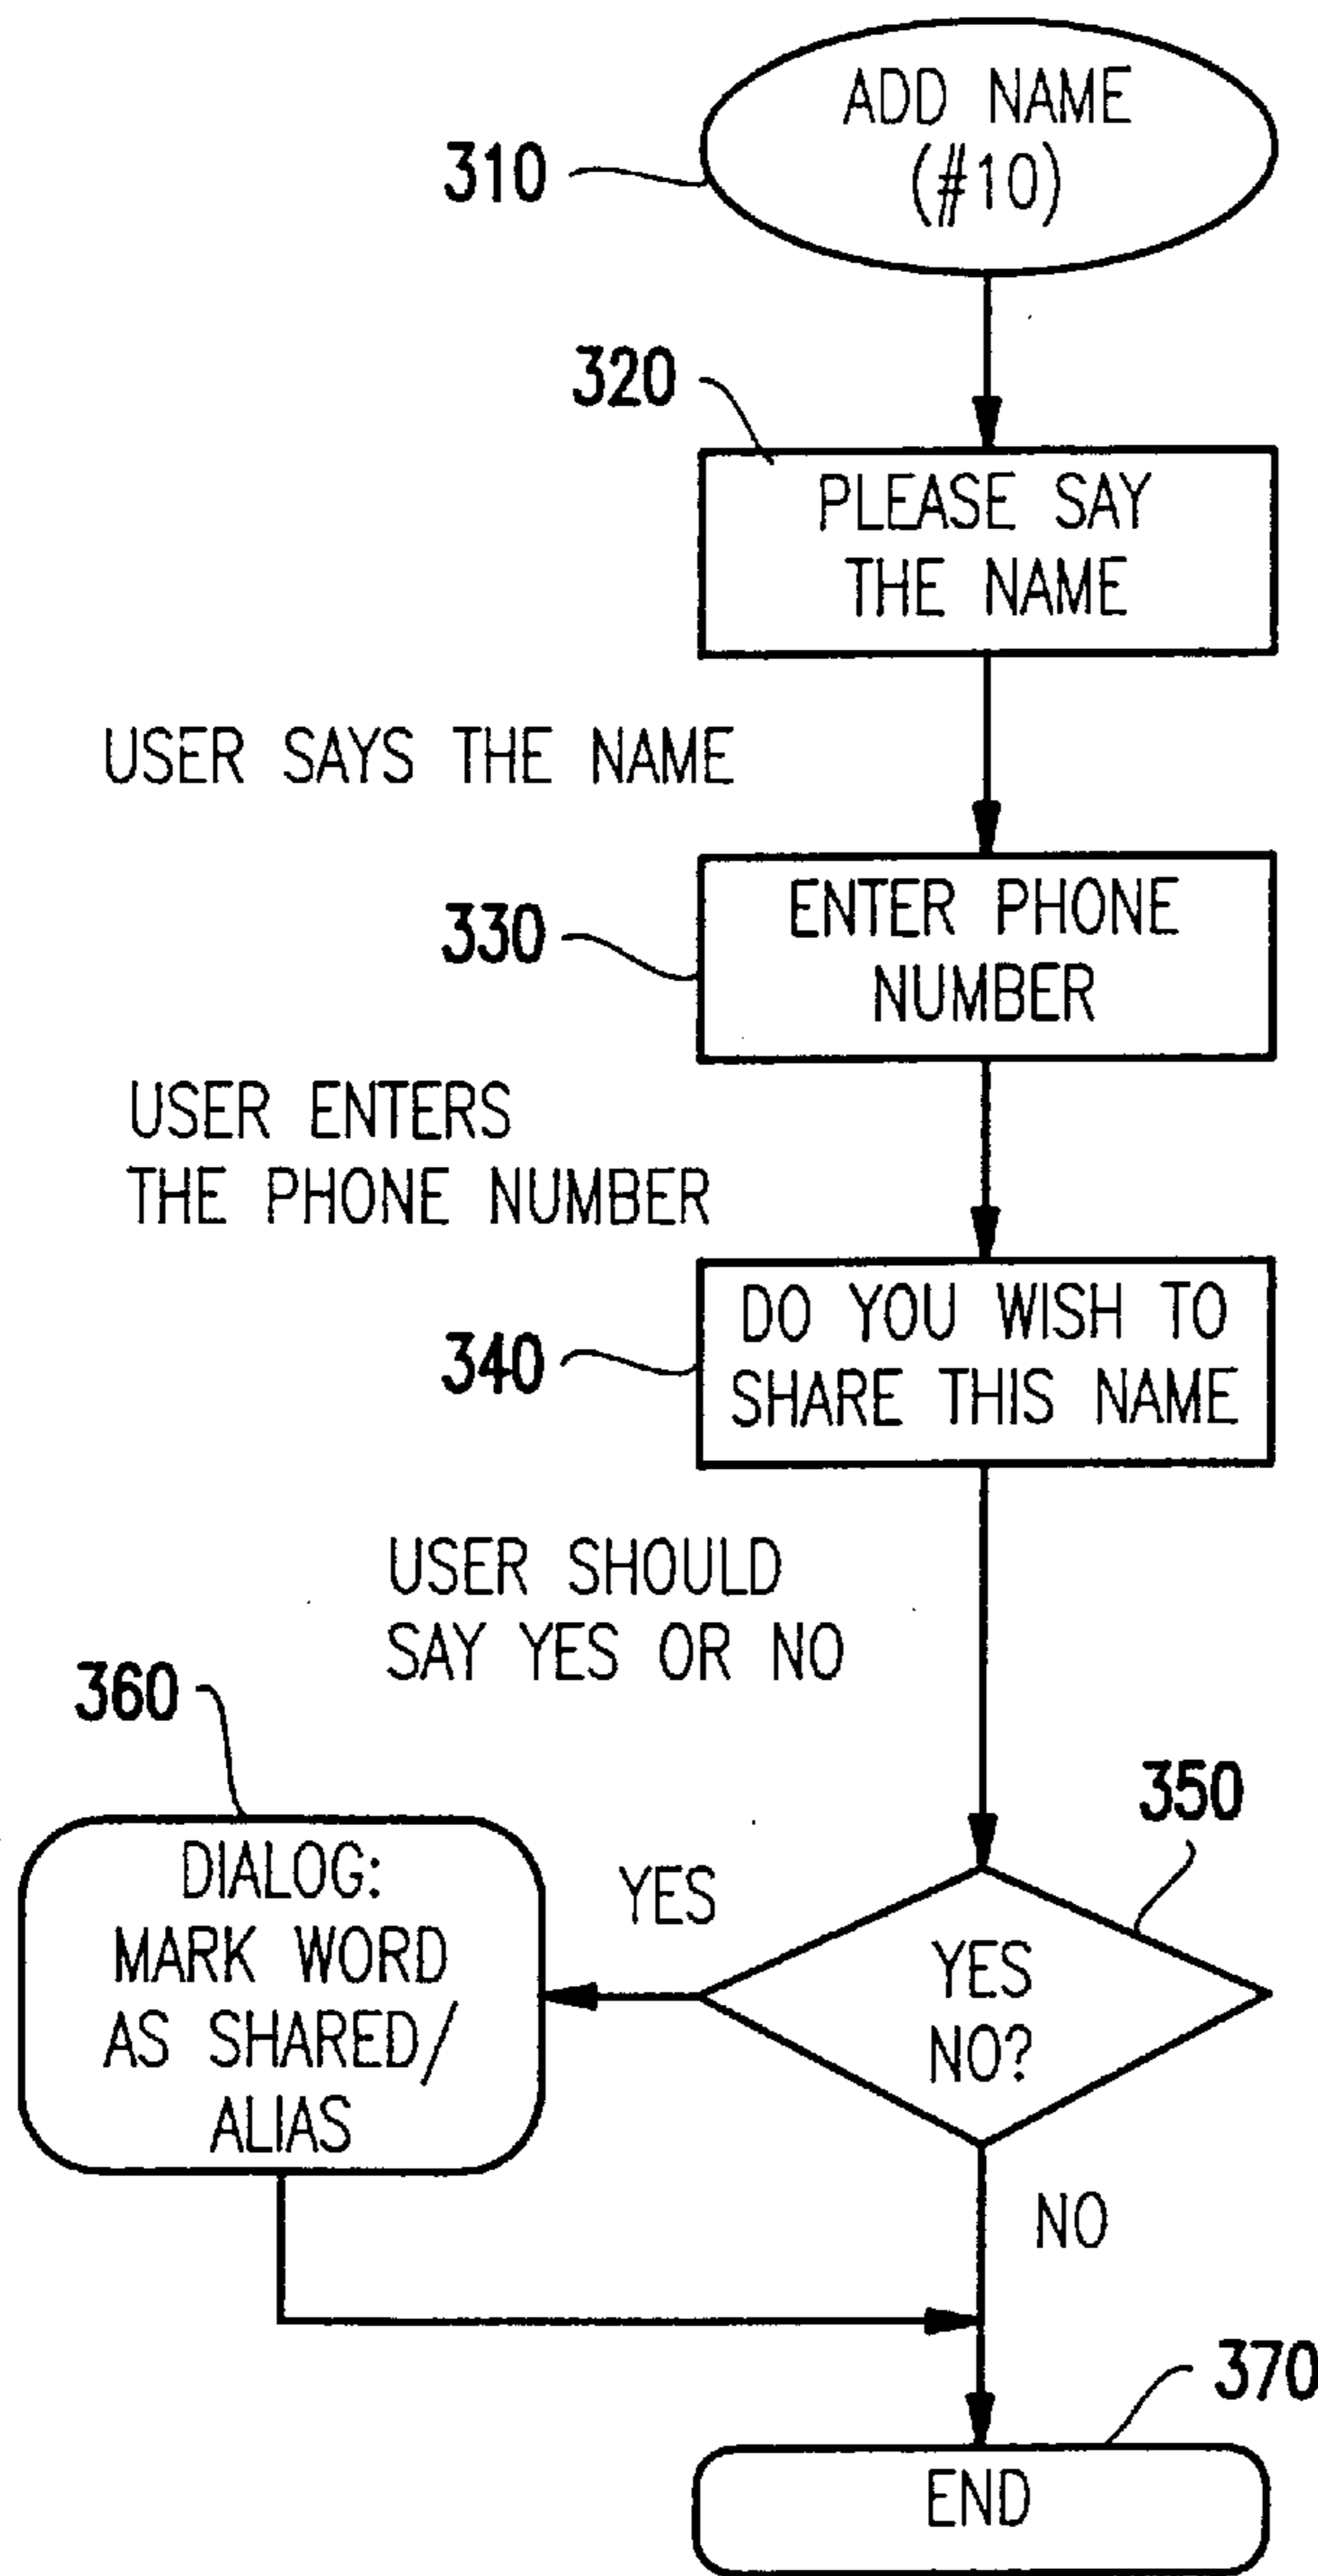 ADD NAME
(#10)
310
320
PLEASE SAY
THE NAME
USER SAYS THE NAME
330
ENTER PHONE
NUMBER
USER ENTERS
THE PHONE NUMBER
340
DO YOU WISH TO
SHARE THIS NAME
USER SHOULD
SAY YES OR NO
360
350
DIALOG:
MARK WORD
AS SHARED/
ALIAS
YES
YES
NO?
NO
370
END